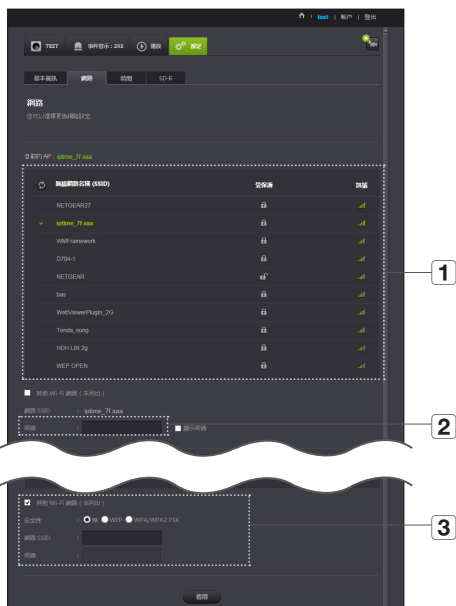 test | 帳戶 | 登出
TEST 事件提示 : 288 播放 設定
基本資訊 網路 時間 SD卡
網路
您可以選擇更換網路設定.
目前的 AP : iptime_7f aaa
無線網路名稱 (SSID) 受保護 訊號
NETGEAR27
iptime_7f aaa
WMFramework
D704-1
NETGEAR
bao
WebViewerPlugIn_2G
Tenda_song
HDH LIN 2g
WEP OPEN
1
其他 Wi-Fi 網路 ( 未列出 )
網路 SSID : iptime_7f aaa
密碼 : 顯示密碼
2
其他 Wi-Fi 網路 ( 未列出 )
安全性 : 無 WEP WPA/WPA2 PSK
網路 SSID :
密碼 :
3
套用